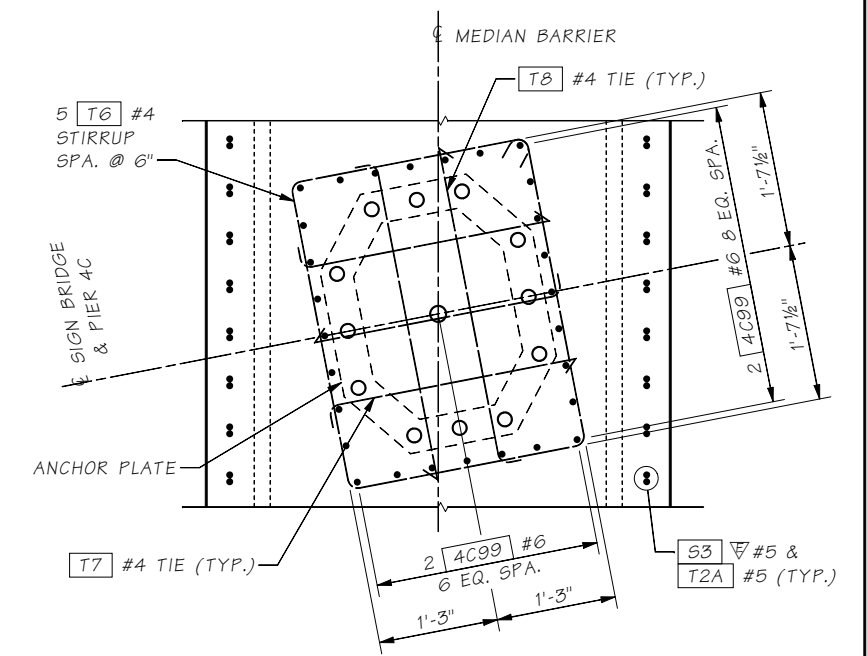 ℄ MEDIAN BARRIER
T8 #4 TIE (TYP.)
5 T6 #4
STIRRUP
SPA. @ 6"
℄ SIGN BRIDGE
& PIER 4C
2 4C99 #6 8 EQ. SPA.
1'-7½"
1'-7½"
ANCHOR PLATE
T7 #4 TIE (TYP.)
2 4C99 #6
6 EQ. SPA.
1'-3"
1'-3"
S3 E #5 &
T2A #5 (TYP.)